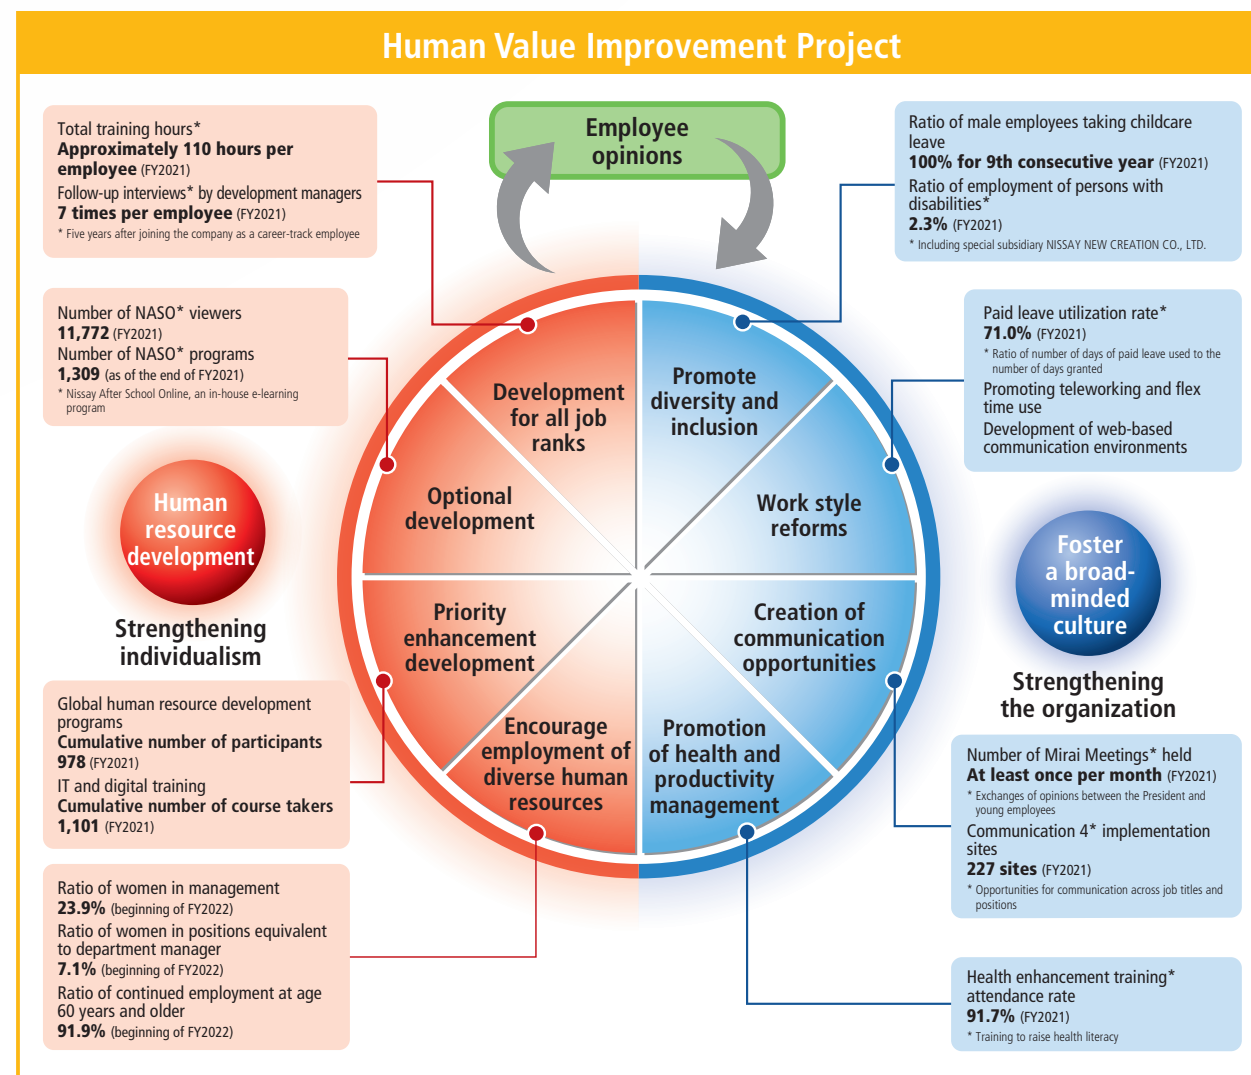 Human Value Improvement Project
Total training hours*
Approximately 110 hours per
employee (FY2021)
Follow-up interviews* by development managers
7 times per employee (FY2021)
* Five years after joining the company as a career-track employee
Employee
opinions
Ratio of male employees taking childcare
leave
100% for 9th consecutive year (FY2021)
Ratio of employment of persons with
disabilities*
2.3% (FY2021)
* Including special subsidiary NISSAY NEW CREATION CO., LTD.
Number of NASO* viewers
11,772 (FY2021)
Number of NASO* programs
1,309 (as of the end of FY2021)
* Nissay After School Online, an in-house e-learning
program
Paid leave utilization rate*
71.0% (FY2021)
* Ratio of number of days of paid leave used to the
number of days granted
Promoting teleworking and flex
time use
Development of web-based
communication environments
Development
for all job
ranks
Promote
diversity and
inclusion
Optional
development
Work style
reforms
Priority
enhancement
development
Creation of
communication
opportunities
Encourage
employment of
diverse human
resources
Promotion
of health and
productivity
management
Human
resource
development
Strengthening
individualism
Foster
a broad-
minded
culture
Strengthening
the organization
Global human resource development
programs
Cumulative number of participants
978 (FY2021)
IT and digital training
Cumulative number of course takers
1,101 (FY2021)
Number of Mirai Meetings* held
At least once per month (FY2021)
* Exchanges of opinions between the President and
young employees
Communication 4* implementation
sites
227 sites (FY2021)
* Opportunities for communication across job titles and
positions
Ratio of women in management
23.9% (beginning of FY2022)
Ratio of women in positions equivalent
to department manager
7.1% (beginning of FY2022)
Ratio of continued employment at age
60 years and older
91.9% (beginning of FY2022)
Health enhancement training*
attendance rate
91.7% (FY2021)
* Training to raise health literacy